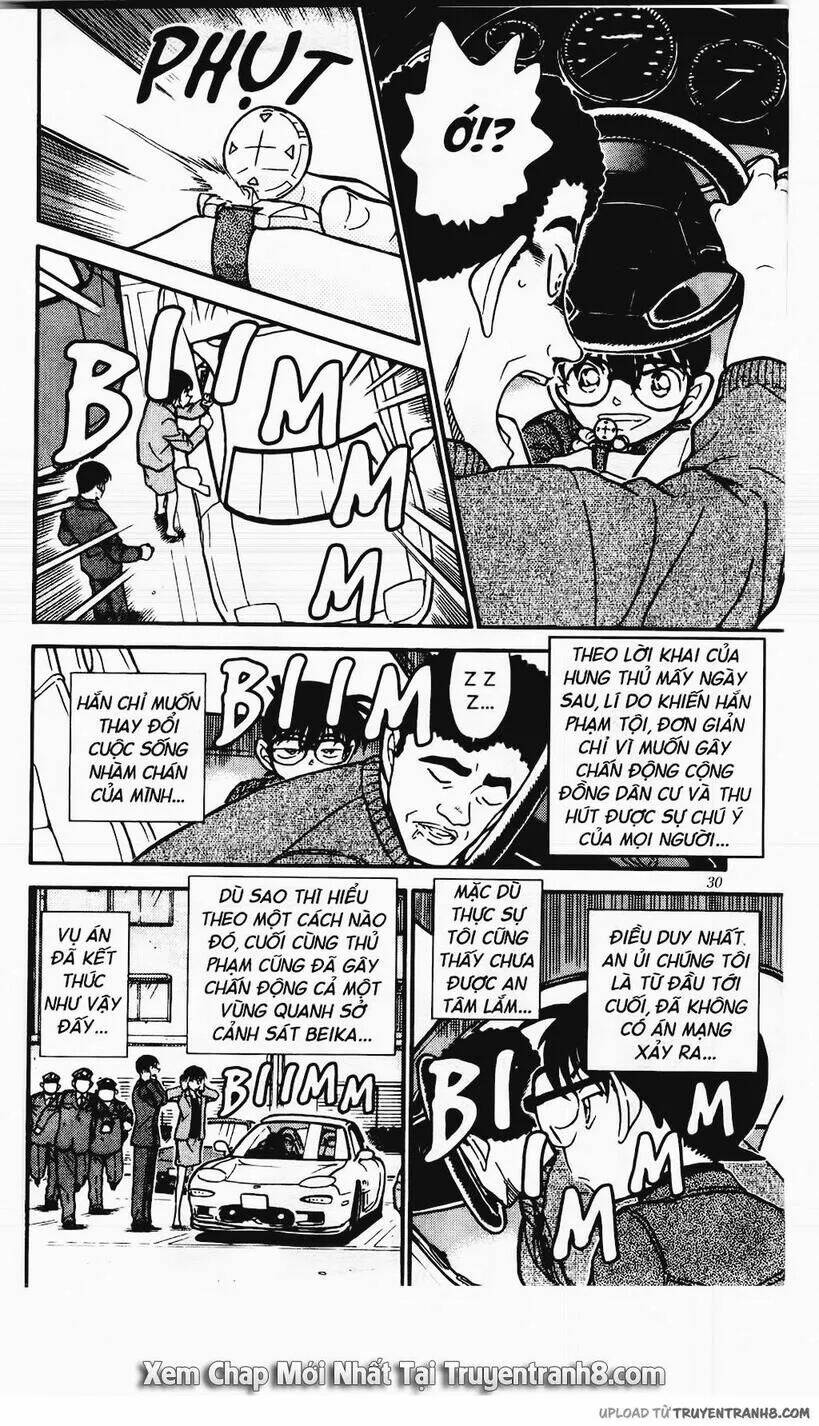 Ớ!?
PHỤT
BIIMMMM
THEO LỜI KHAI CỦA
HUNG THỦ MẤY NGÀY
SAU, LÍ DO KHIẾN HẮN
PHẠM TỘI, ĐƠN GIẢN
CHỈ VÌ MUỐN GÂY
CHẤN ĐỘNG CỘNG
ĐỒNG DÂN CƯ VÀ THU
HÚT ĐƯỢC SỰ CHÚ Ý
CỦA MỌI NGƯỜI...
Z Z
Z...
BIIM
HẮN CHỈ MUỐN
THAY ĐỔI
CUỘC SỐNG
NHÀM CHÁN
CỦA MÌNH...
30
ĐIỀU DUY NHẤT
AN ỦI CHÚNG TÔI
LÀ TỪ ĐẦU TỚI
CUỐI, ĐÃ KHÔNG
CÓ ÁN MẠNG
XẢY RA...
MẶC DÙ
THỰC SỰ
TÔI CŨNG
THẤY CHƯA
ĐƯỢC AN
TÂM LẮM...
BIIMMMM
DÙ SAO THÌ HIỂU
THEO MỘT CÁCH NÀO
ĐÓ, CUỐI CÙNG THỦ
PHẠM CŨNG ĐÃ GÂY
CHẤN ĐỘNG CẢ MỘT
VÙNG QUANH SỞ
CẢNH SÁT BEIKA...
VỤ ÁN
ĐÃ KẾT
THÚC
NHƯ VẬY
ĐẤY...
BIIMM
Xem Chap Mới Nhất Tại Truyentranh8.com
UPLOAD TỪ TRUYENTRANH8.COM